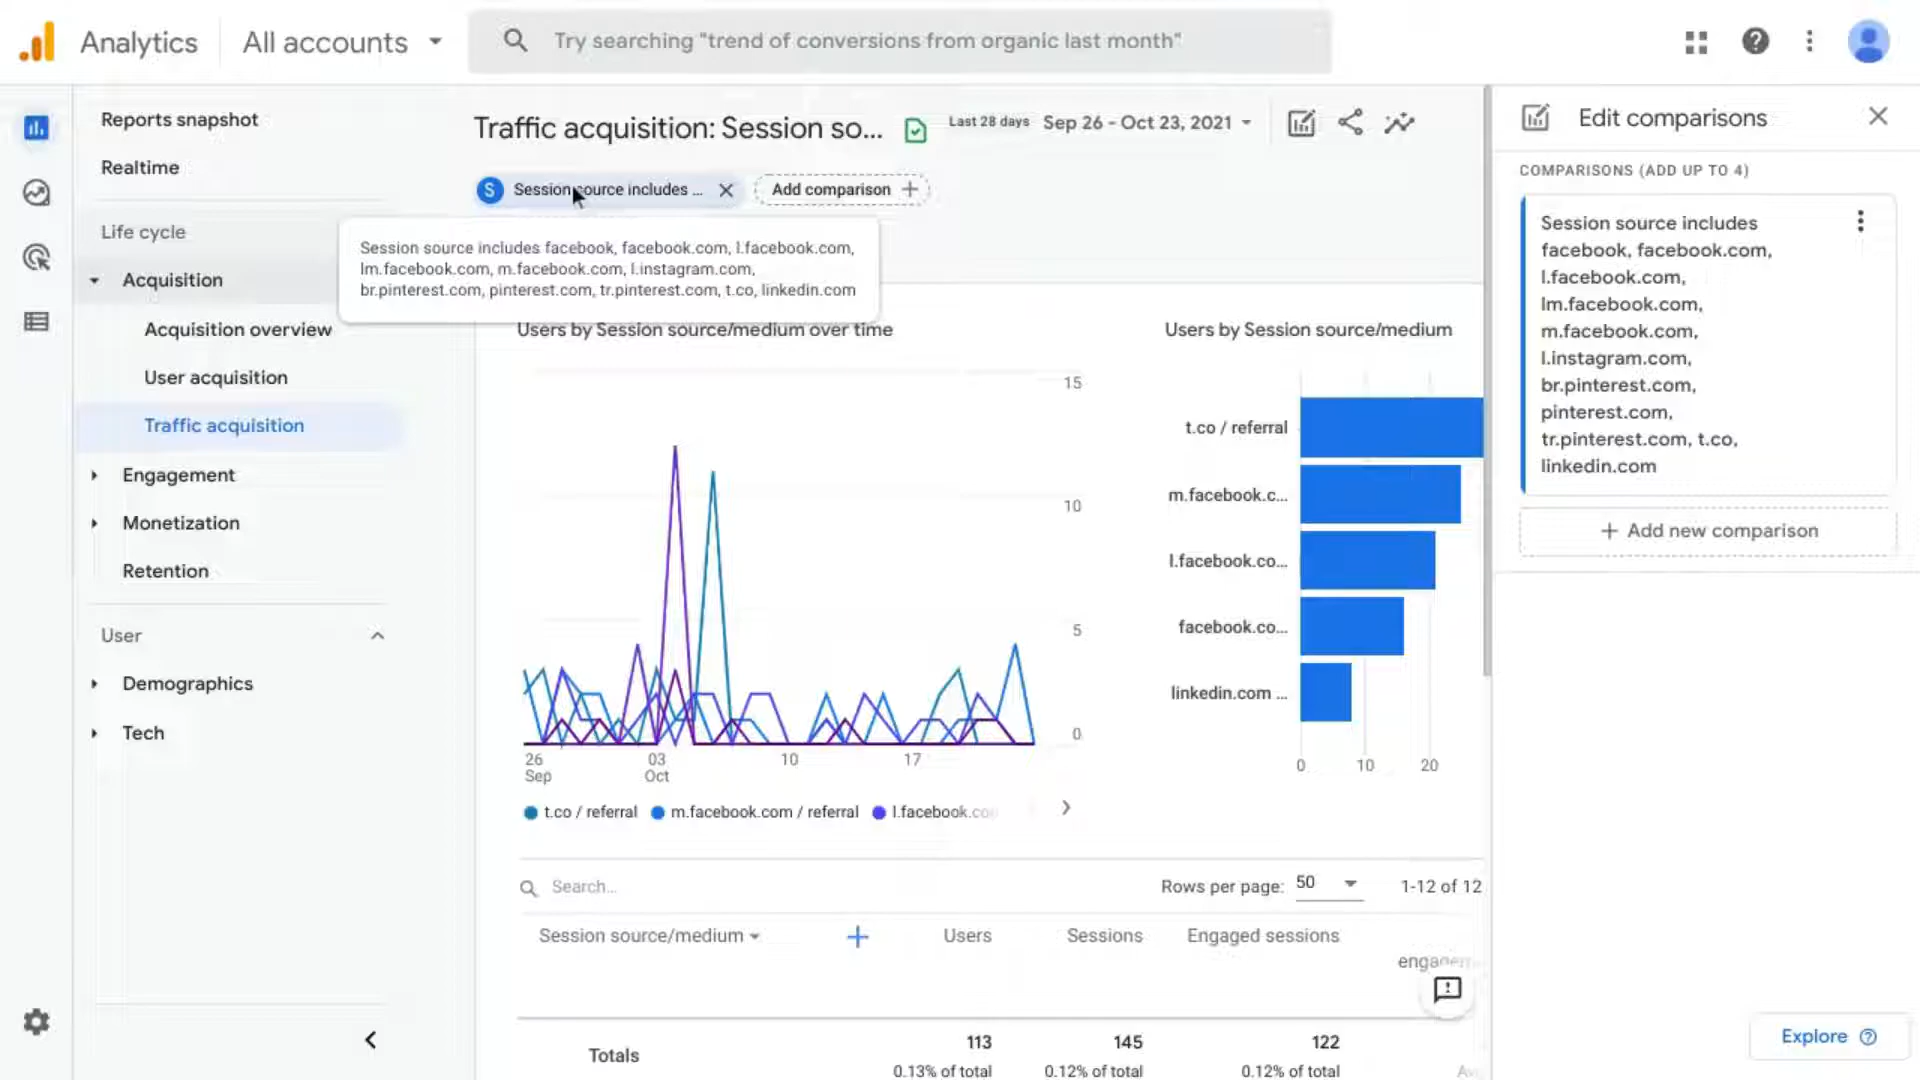 Analytics
All accounts
Try searching "trend of conversions from organic last month"
Reports snapshot
Realtime
Life cycle
Acquisition
Acquisition overview
User acquisition
Traffic acquisition
Engagement
Monetization
Retention
User
Demographics
Tech
Traffic acquisition: Session so...
Last 28 days Sep 26 - Oct 23, 2021
S Session source includes ...
Add comparison
Session source includes facebook, facebook.com, l.facebook.com,
lm.facebook.com, m.facebook.com, l.instagram.com,
br.pinterest.com, pinterest.com, tr.pinterest.com, t.co, linkedin.com
Users by Session source/medium over time
15
10
5
0
26
Sep
03
Oct
10
17
t.co / referral
m.facebook.com / referral
l.facebook.co
Users by Session source/medium
t.co / referral
m.facebook.c...
l.facebook.co...
facebook.co...
linkedin.com ...
0 10 20
Search...
Rows per page: 50
1-12 of 12
Session source/medium
Users
Sessions
Engaged sessions
Totals
113
0.13% of total
145
0.12% of total
122
0.12% of total
Edit comparisons
COMPARISONS (ADD UP TO 4)
Session source includes
facebook, facebook.com,
l.facebook.com,
lm.facebook.com,
m.facebook.com,
l.instagram.com,
br.pinterest.com,
pinterest.com,
tr.pinterest.com, t.co,
linkedin.com
+ Add new comparison
Explore